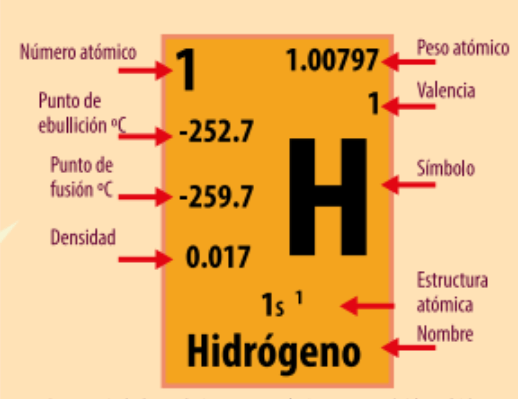 Número atómico
1
1.00797
Peso atómico
1
Valencia
Punto de
ebullición ºC
-252.7
H
Símbolo
Punto de
fusión ºC
-259.7
Densidad
0.017
1s ¹
Estructura
atómica
Hidrógeno
Nombre